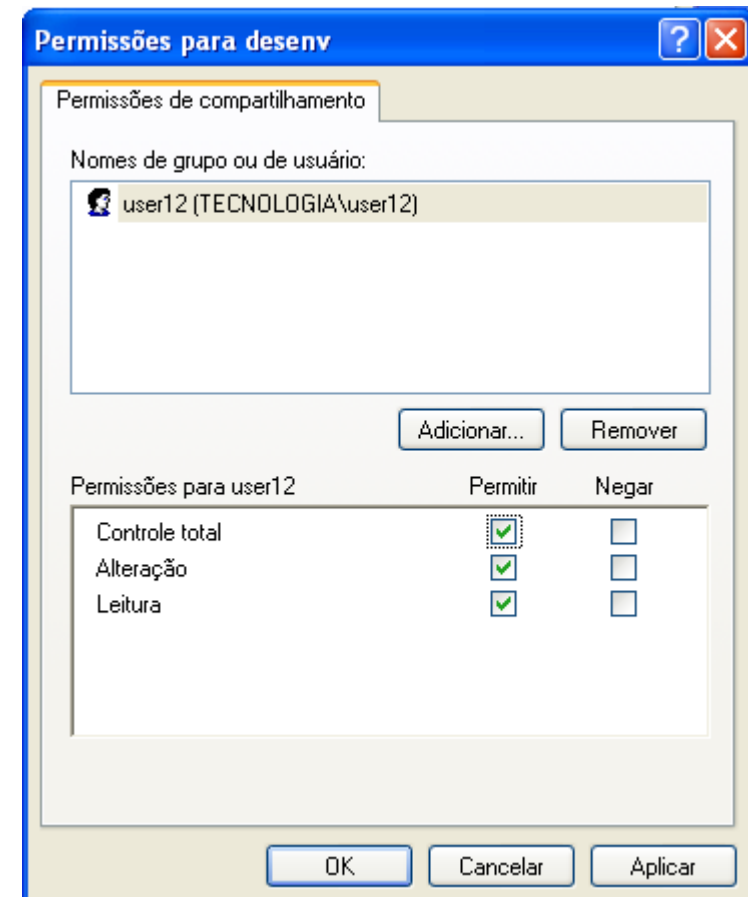 Permissões para desenv
Permissões de compartilhamento
Nomes de grupo ou de usuário:
user12 (TECNOLOGIA\user12)
Adicionar... Remover
Permissões para user12 Permitir Negar
Controle total
Alteração
Leitura
OK Cancelar Aplicar